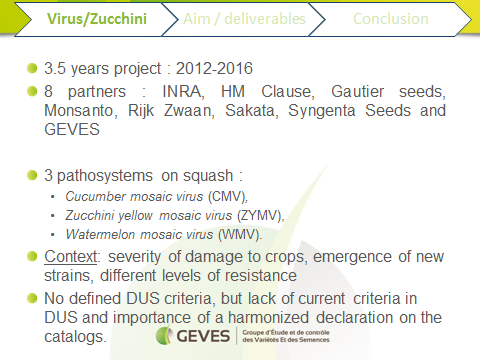 Virus/Zucchini
Aim / deliverables
Conclusion
3.5 years project : 2012-2016
8 partners : INRA, HM Clause, Gautier seeds,
Monsanto, Rijk Zwaan, Sakata, Syngenta Seeds and
GEVES
3 pathosystems on squash :
• Cucumber mosaic virus (CMV),
• Zucchini yellow mosaic virus (ZYMV),
• Watermelon mosaic virus (WMV).
Context: severity of damage to crops, emergence of new
strains, different levels of resistance
No defined DUS criteria, but lack of current criteria in
DUS and importance of a harmonized declaration on the
catalogs.
GEVES
Groupe d'Étude et de contrôle
des Variétés Et des Semences